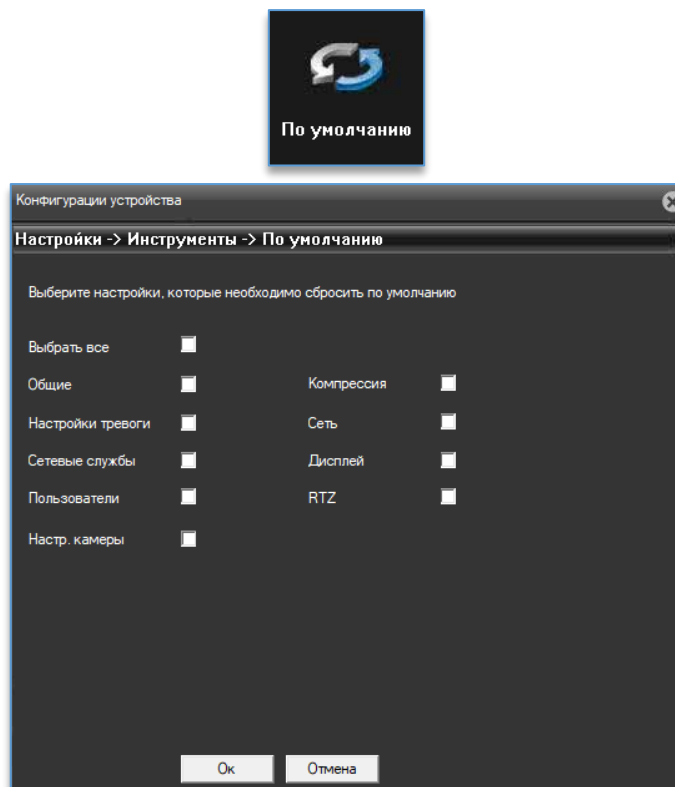 По умолчанию
Конфигурации устройства
Настройки -> Инструменты -> По умолчанию
Выберите настройки, которые необходимо сбросить по умолчанию
Выбрать все
Общие Компрессия
Настройки тревоги Сеть
Сетевые службы Дисплей
Пользователи RTZ
Настр. камеры
Ок Отмена